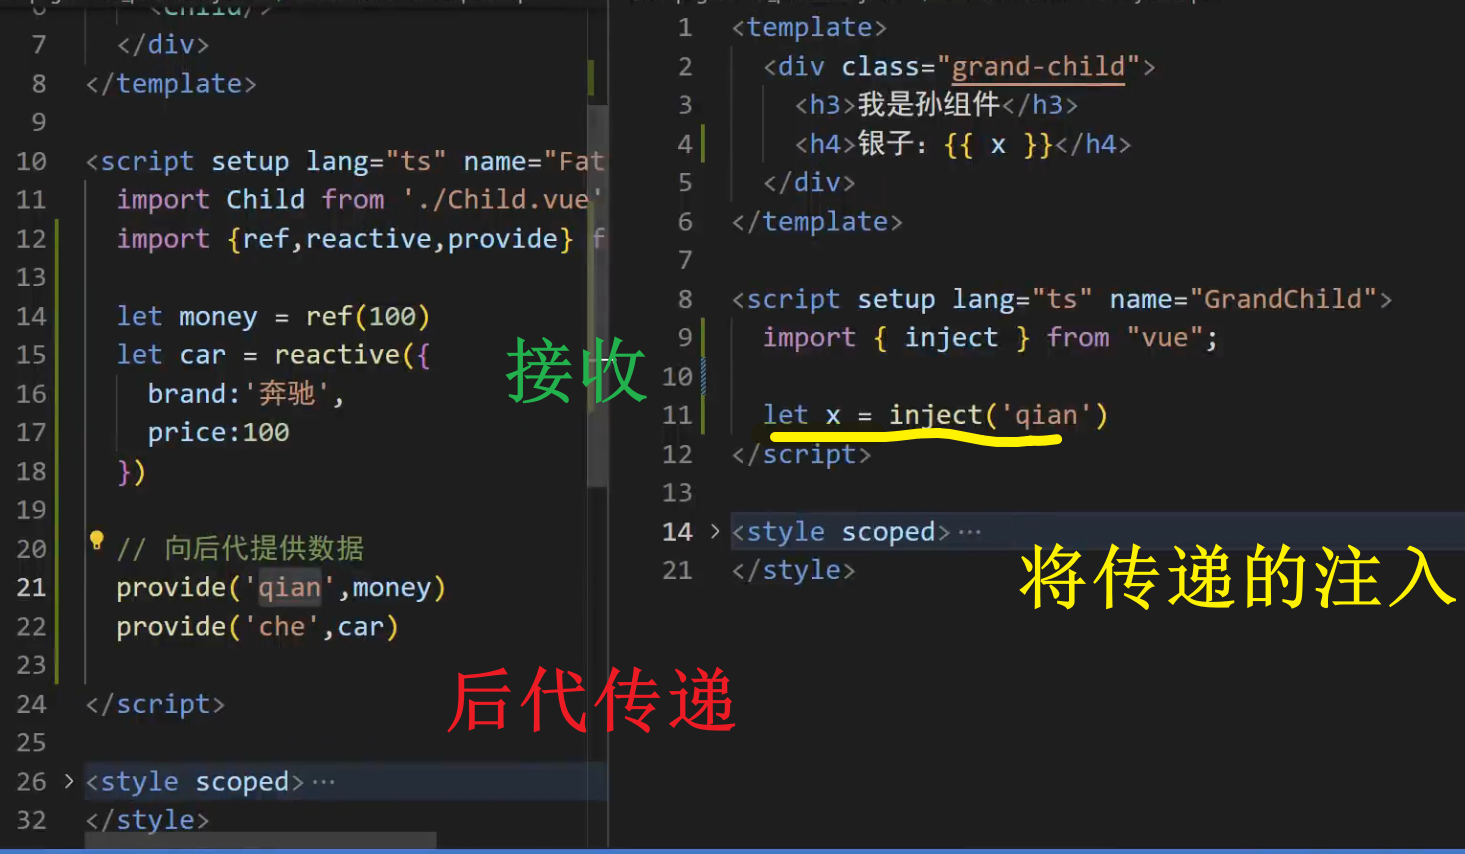 <Child/>
7 </div>
8 </template>
9
10 <script setup lang="ts" name="Fat
11 import Child from './Child.vue'
12 import {ref,reactive,provide} f
13
14 let money = ref(100)
15 let car = reactive({
16 brand:'奔驰',
17 price:100
18 })
19
20 // 向后代提供数据
21 provide('qian',money)
22 provide('che',car)
23
24 </script>
25
26 <style scoped>…
32 </style>
接收
后代传递
1 <template>
2 <div class="grand-child">
3 <h3>我是孙组件</h3>
4 <h4>银子：{{ x }}</h4>
5 </div>
6 </template>
7
8 <script setup lang="ts" name="GrandChild">
9 import { inject } from "vue";
10
11 let x = inject('qian')
12 </script>
13
14 <style scoped>…
21 </style>
将传递的注入